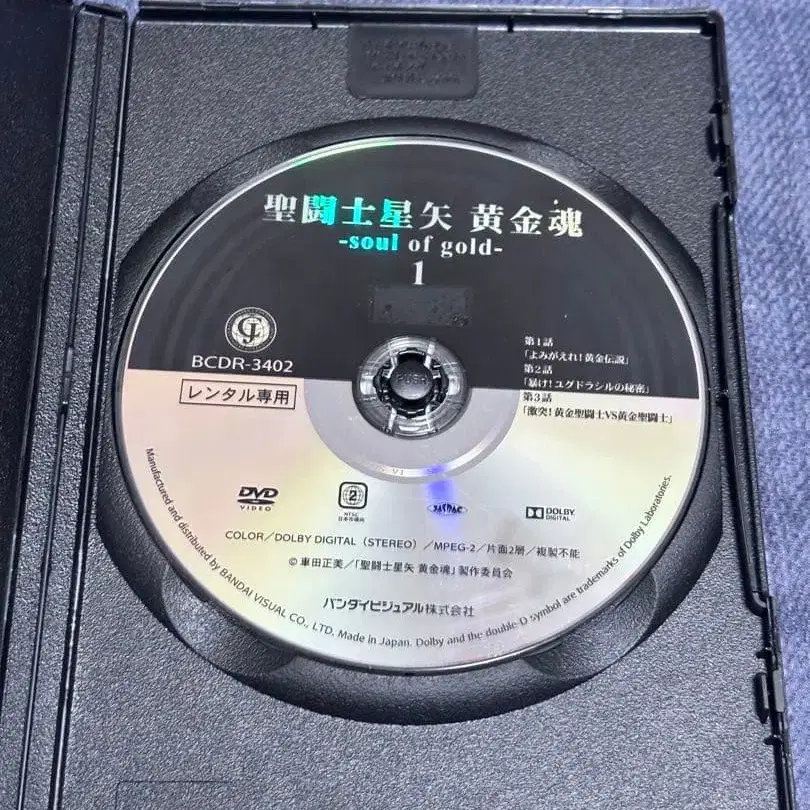 聖闘士星矢 黄金魂
-soul of gold-
1
BCDR-3402
レンタル専用
第1話
「よみがえれ!黄金伝説」
第2話
「暴け!ユグドラシルの秘密」
第3話
「激突!黄金聖闘士VS黄金聖闘士」
DVD
VIDEO
2
NTSC
日本市場向
JASRAC
DOLBY
DIGITAL
COLOR/DOLBY DIGITAL(STEREO)/MPEG-2/片面2層/複製不能
© 車田正美/「聖闘士星矢 黄金魂」製作委員会
バンダイビジュアル株式会社
Manufactured and distributed by BANDAI VISUAL CO., LTD. Made in Japan. Dolby and the double-D symbol are trademarks of Dolby Laboratories.